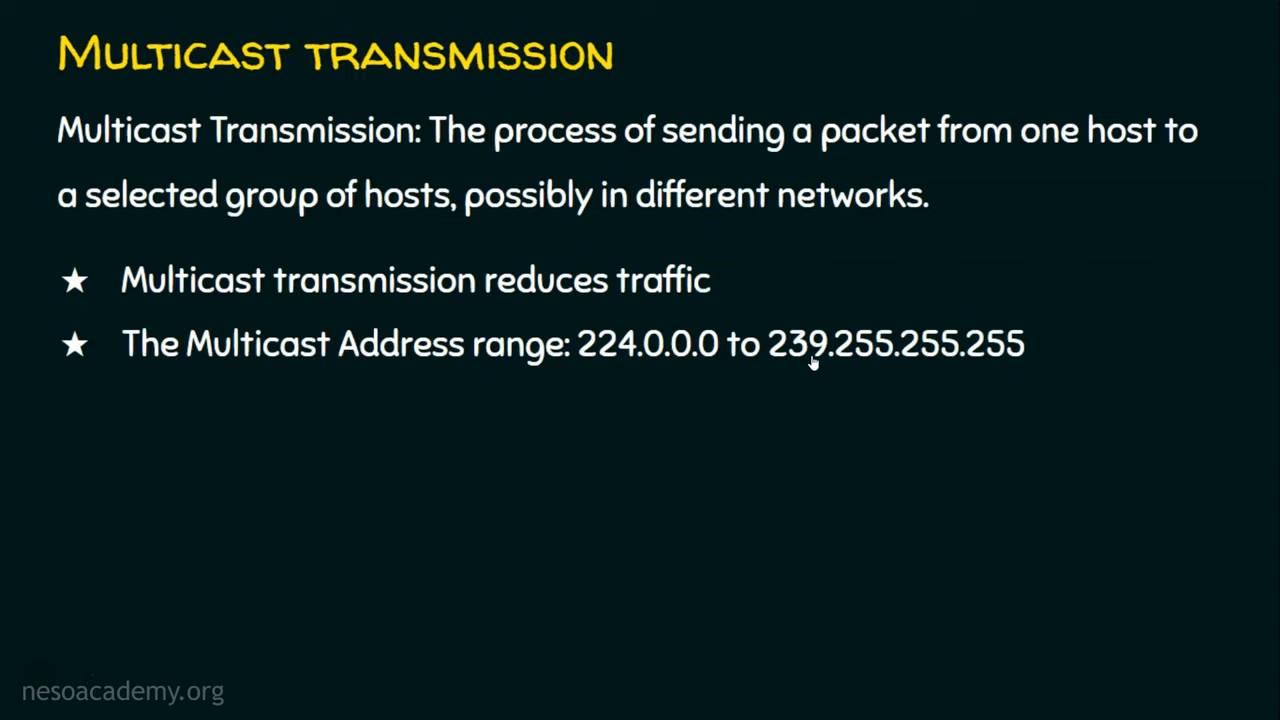 MULTICAST TRANSMISSION
Multicast Transmission: The process of sending a packet from one host to
a selected group of hosts, possibly in different networks.
★ Multicast transmission reduces traffic
★ The Multicast Address range: 224.0.0.0 to 239.255.255.255
nesoacademy.org